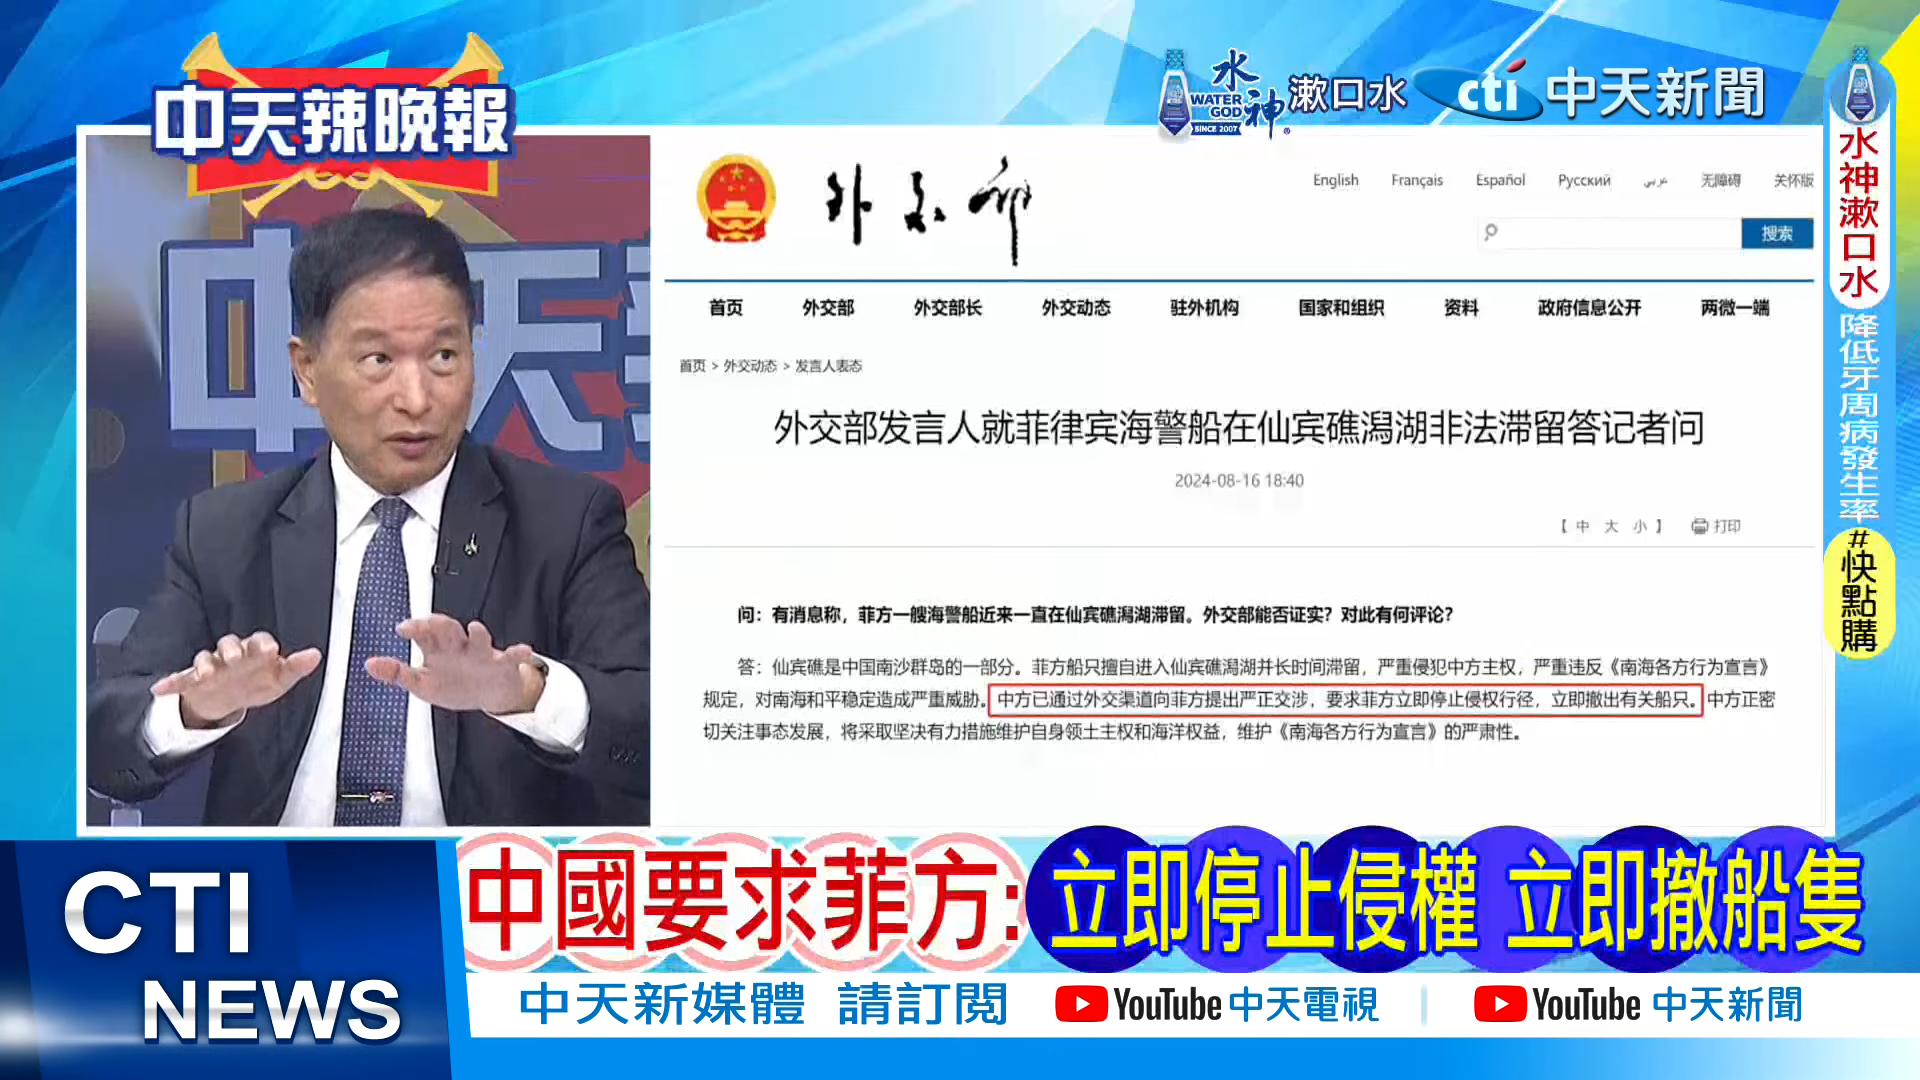 中天辣晚報
水神
WATER GOD
SINCE 2007
漱口水
cti 中天新聞
外交部
English Français Español Русский عربي 无障碍 关怀版
搜索
首页 外交部 外交部长 外交动态 驻外机构 国家和组织 资料 政府信息公开 两微一端
首页 > 外交动态 > 发言人表态
外交部发言人就菲律宾海警船在仙宾礁潟湖非法滞留答记者问
2024-08-16 18:40
【 中 大 小 】 打印
问：有消息称，菲方一艘海警船近来一直在仙宾礁潟湖滞留。外交部能否证实？对此有何评论？
答：仙宾礁是中国南沙群岛的一部分。菲方船只擅自进入仙宾礁潟湖并长时间滞留，严重侵犯中方主权，严重违反《南海各方行为宣言》
规定，对南海和平稳定造成严重威胁。中方已通过外交渠道向菲方提出严正交涉，要求菲方立即停止侵权行径，立即撤出有关船只。中方正密
切关注事态发展，将采取坚决有力措施维护自身领土主权和海洋权益，维护《南海各方行为宣言》的严肃性。
水神漱口水
降低牙周病發生率
#快點購
中天
CTI
NEWS
中國要求菲方: 立即停止侵權 立即撤船隻
中天新媒體 請訂閱 YouTube 中天電視 | YouTube 中天新聞